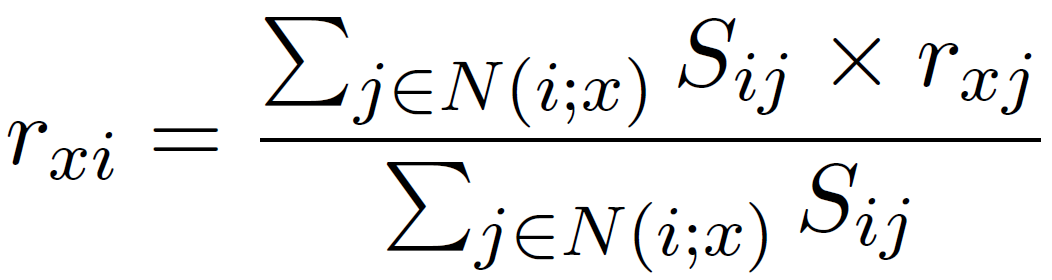 r_{xi} = \frac{\sum_{j \in N(i;x)} S_{ij} \times r_{xj}}{\sum_{j \in N(i;x)} S_{ij}}